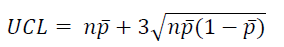 UCL = np̄ + 3√np̄(1 − p̄)